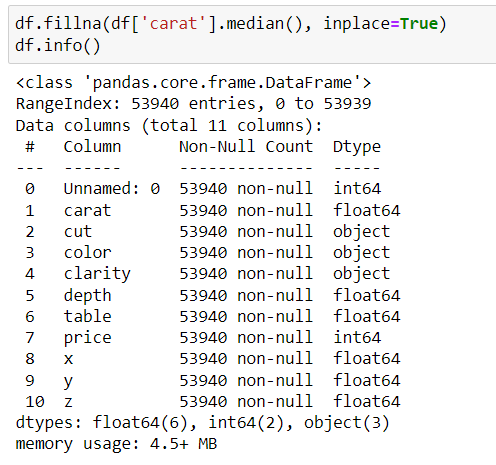 df.fillna(df['carat'].median(), inplace=True)
df.info()
<class 'pandas.core.frame.DataFrame'>
RangeIndex: 53940 entries, 0 to 53939
Data columns (total 11 columns):
 #   Column      Non-Null Count  Dtype
---  ------      --------------  -----
 0   Unnamed: 0  53940 non-null  int64
 1   carat       53940 non-null  float64
 2   cut         53940 non-null  object
 3   color       53940 non-null  object
 4   clarity     53940 non-null  object
 5   depth       53940 non-null  float64
 6   table       53940 non-null  float64
 7   price       53940 non-null  int64
 8   x           53940 non-null  float64
 9   y           53940 non-null  float64
 10  z           53940 non-null  float64
dtypes: float64(6), int64(2), object(3)
memory usage: 4.5+ MB